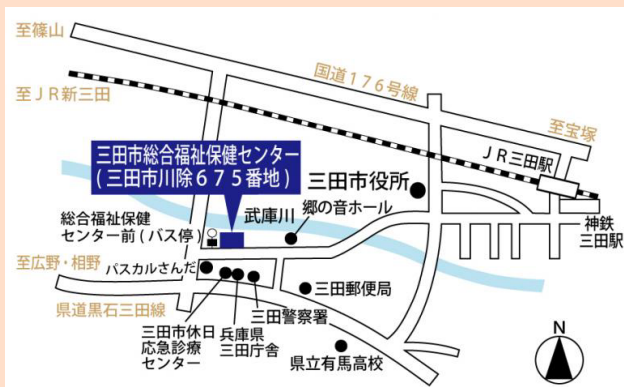 至篠山
国道176号線
至JR新三田
至宝塚
三田市総合福祉保健センター
(三田市川除675番地)
JR三田駅
三田市役所
武庫川
郷の音ホール
神鉄
三田駅
総合福祉保健
センター前(バス停)
至広野・相野
パスカルさんだ
三田郵便局
県道黒石三田線
三田警察署
三田市休日
応急診療
センター
兵庫県
三田庁舎
県立有馬高校
N